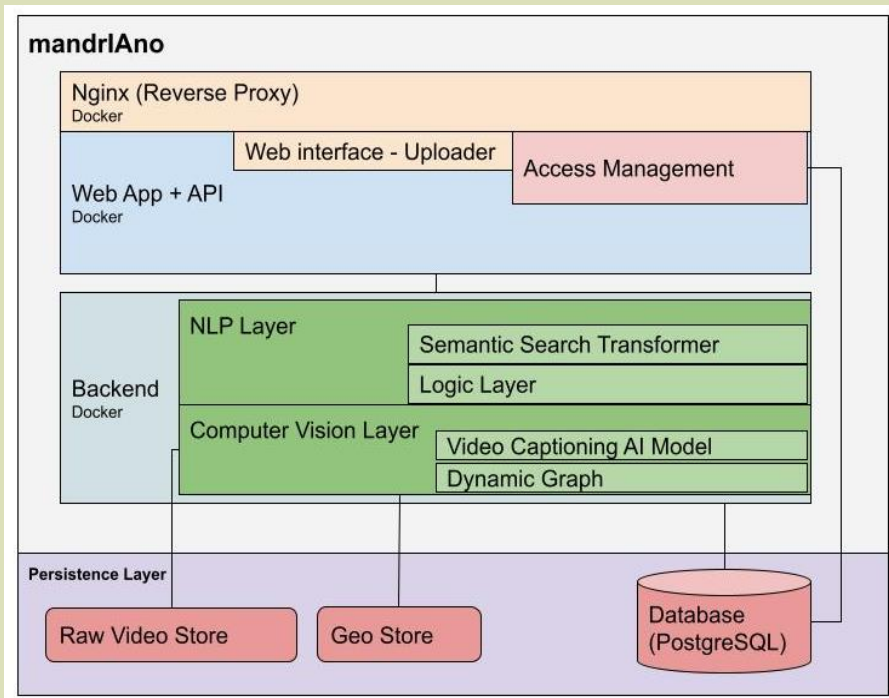 mandrIAno
Nginx (Reverse Proxy)
Docker
Web interface - Uploader
Access Management
Web App + API
Docker
NLP Layer
Semantic Search Transformer
Logic Layer
Backend
Docker
Computer Vision Layer
Video Captioning AI Model
Dynamic Graph
Persistence Layer
Raw Video Store
Geo Store
Database
(PostgreSQL)